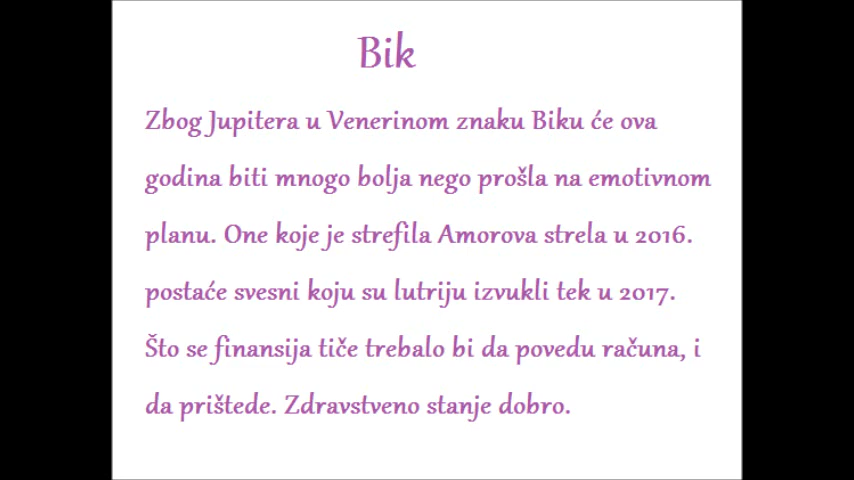 Bik
Zbog Jupitera u Venerinom znaku Biku će ova
godina biti mnogo bolja nego prošla na emotivnom
planu. One koje je strefila Amorova strela u 2016.
postaće svesni koju su lutriju izvukli tek u 2017.
Što se finansija tiče trebalo bi da povedu računa, i
da prištede. Zdravstveno stanje dobro.